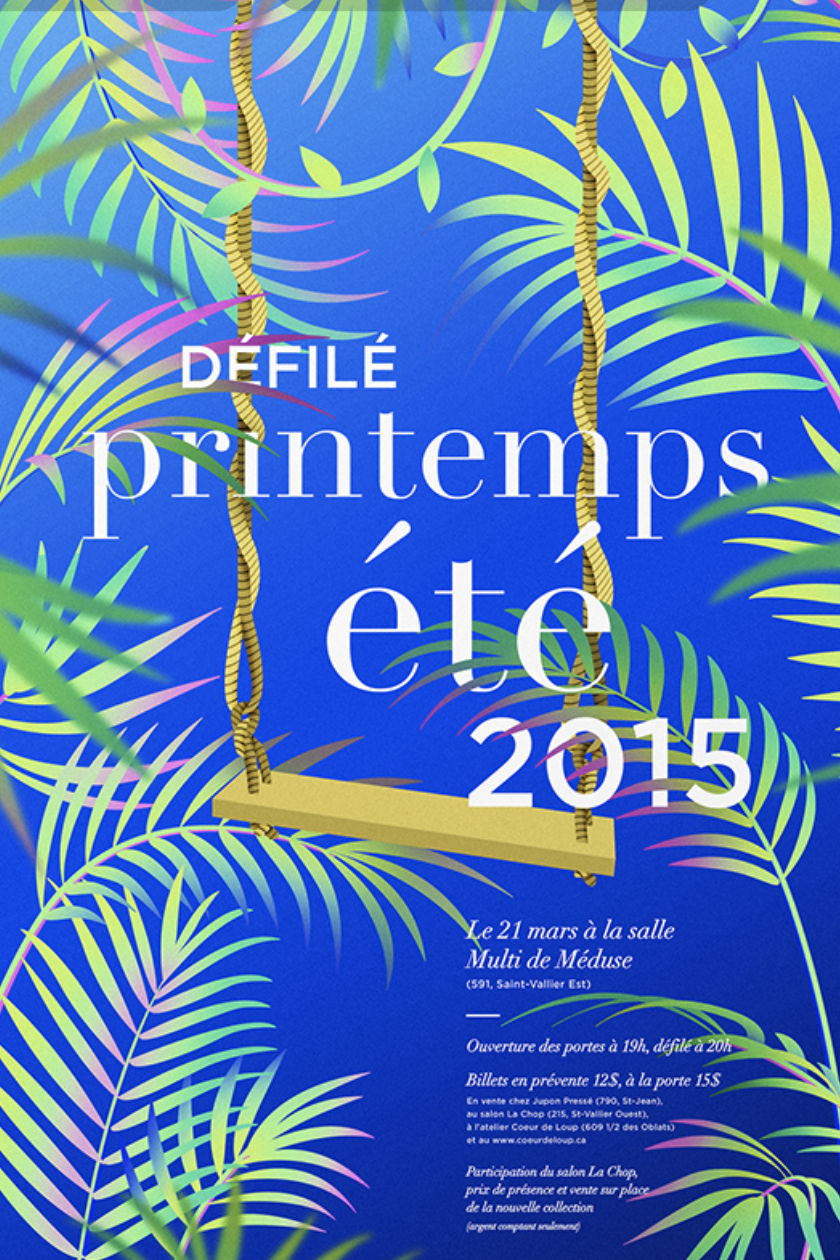 DÉFILÉ
printemps
été
2015
Le 21 mars à la salle
Multi de Méduse
(591, Saint-Vallier Est)
Ouverture des portes à 19h, défilé à 20h
Billets en prévente 12$, à la porte 15$
En vente chez Jupon Pressé (790, St-Jean),
au salon La Chop (215, St-Vallier Ouest),
à l'atelier Coeur de Loup (609 1/2 des Oblats)
et au www.coeurdeloup.ca
Participation du salon La Chop,
prix de présence et vente sur place
de la nouvelle collection
(argent comptant seulement)